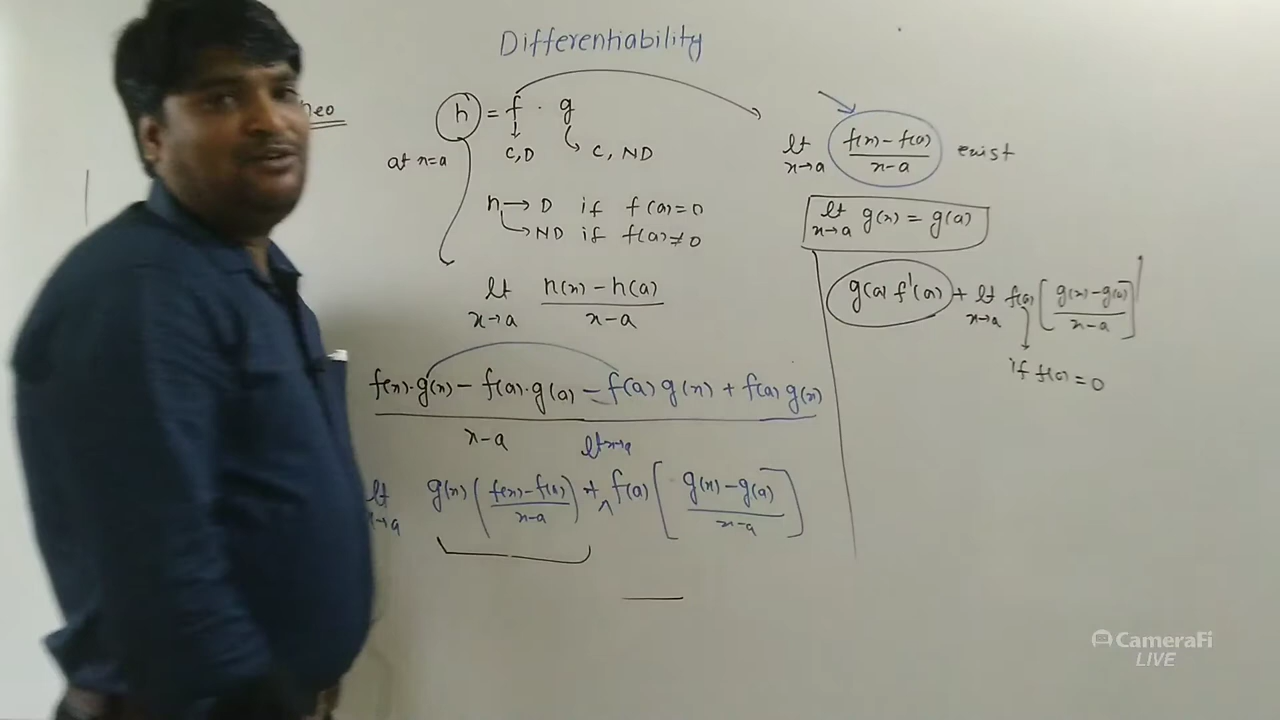 Differentiability
h = f · g
at x=a
C, D
C, ND
h → D if f(a)=0
→ ND if f(a)≠0
lt x→a h(x) – h(a) / x–a
f(x)·g(x) – f(a)·g(a) – f(a) g(x) + f(a) g(x)
x–a
lt x→a
lt x→a g(x) ( f(x) – f(a) / x–a ) + f(a) [ g(x) – g(a) / x–a ]
lt x→a f(x) – f(a) / x–a exist
lt x→a g(x) = g(a)
g(a) f'(a) + lt x→a f(a) [ g(x) – g(a) / x–a ]
if f(a) = 0
CameraFi
LIVE